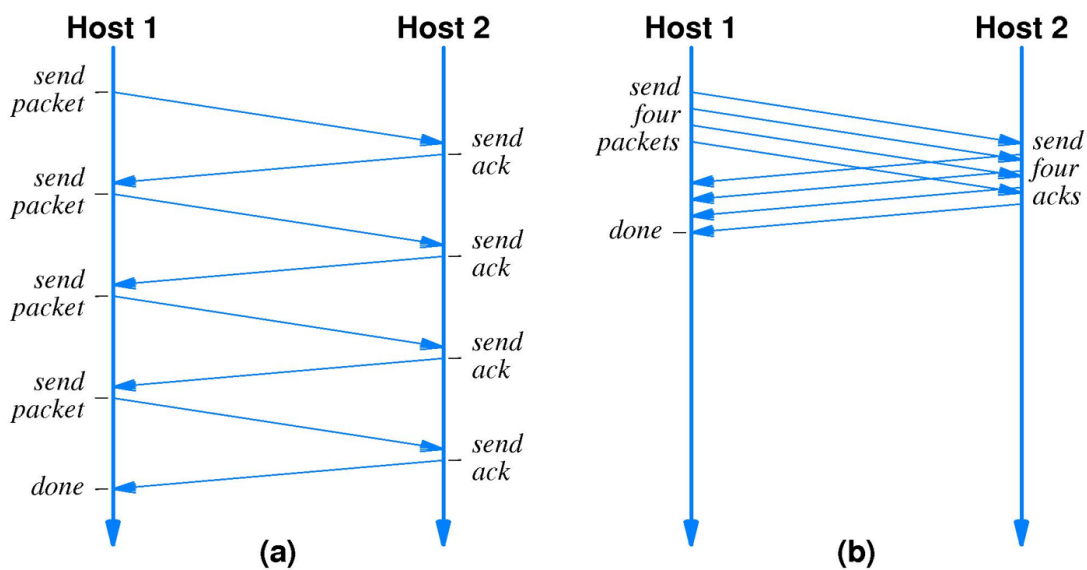 Host 1
Host 2
send
packet
send
ack
send
packet
send
ack
send
packet
send
ack
send
packet
send
ack
done
(a)
Host 1
Host 2
send
four
packets
send
four
acks
done
(b)